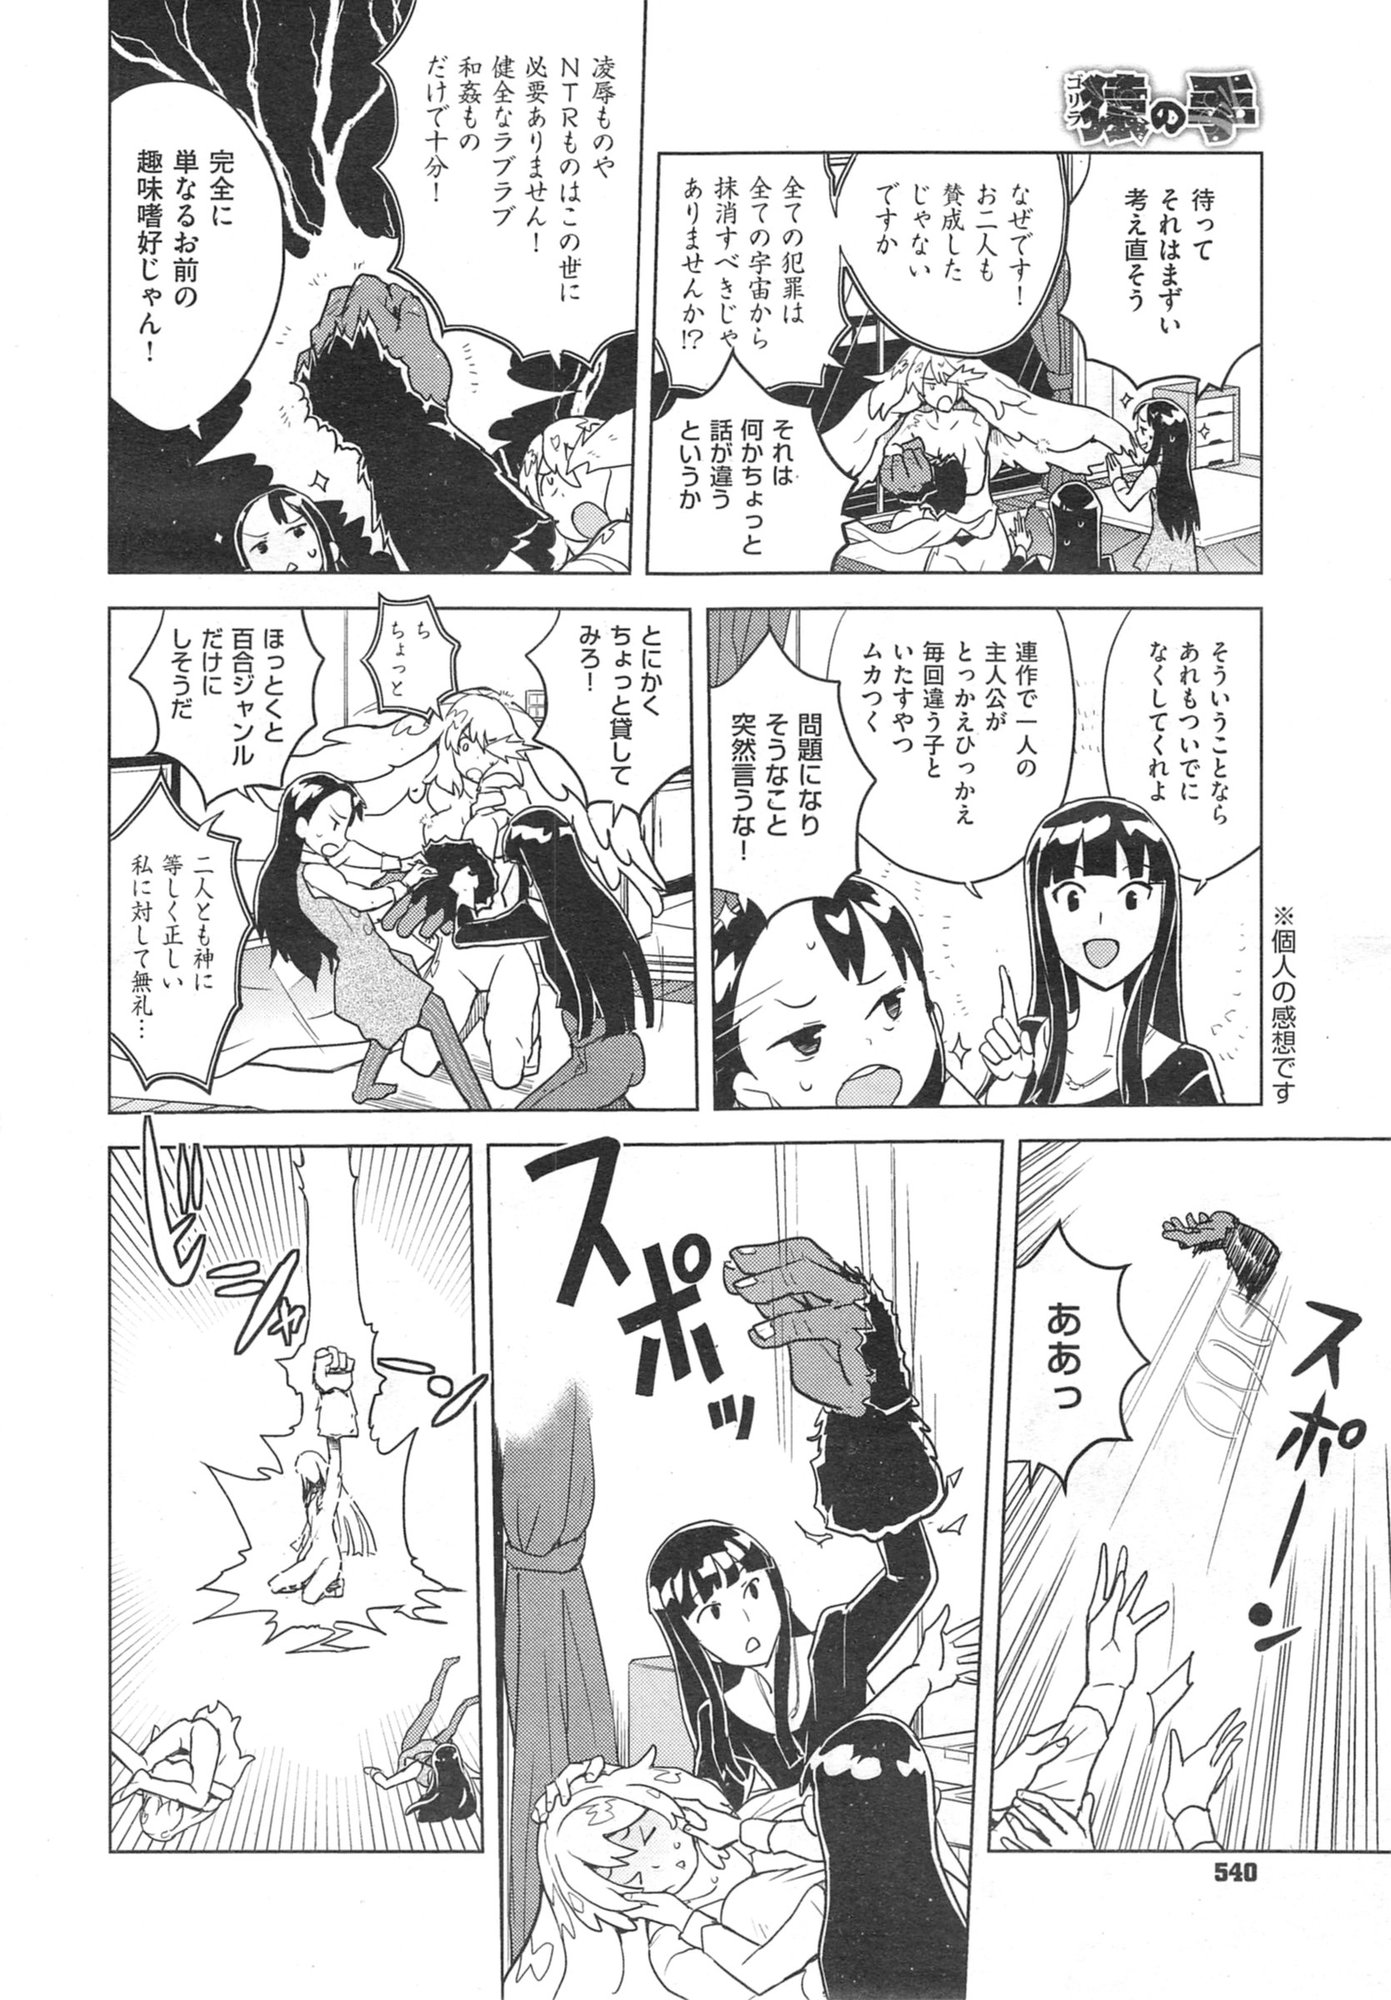 猿の手
ゴリラ
待って
それはまずい
考え直そう
なぜです!
お二人も
賛成した
じゃない
ですか
全ての犯罪は
全ての宇宙から
抹消すべきじゃ
ありませんか!?
それは
何かちょっと
話が違う
というか
凌辱ものや
NTRものはこの世に
必要ありません!
健全なラブラブ
和姦もの
だけで十分!
完全に
単なるお前の
趣味嗜好じゃん!
そういうことなら
あれもついでに
なくしてくれよ
連作で一人の
主人公が
とっかえひっかえ
毎回違う子と
いたすやつ
ムカつく
問題になり
そうなこと
突然言うな!
※個人の感想です
とにかく
ちょっと貸して
みろ!
ち
ちょっと
ほっとくと
百合ジャンル
だけに
しそうだ
二人とも神に
等しく正しい
私に対して無礼…
スポーン
ああっ
スポッ
ビシャーン
540